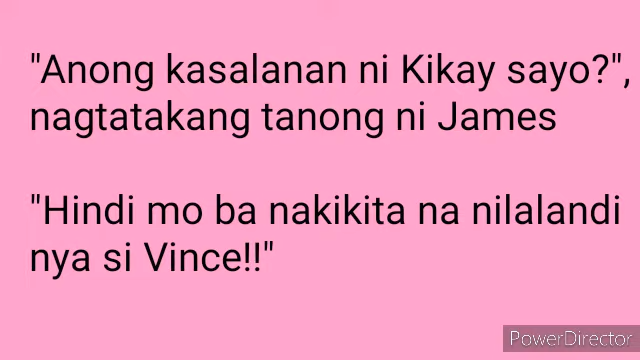 "Anong kasalanan ni Kikay sayo?",
nagtatakang tanong ni James
"Hindi mo ba nakikita na nilalandi
nya si Vince!!"
PowerDirector